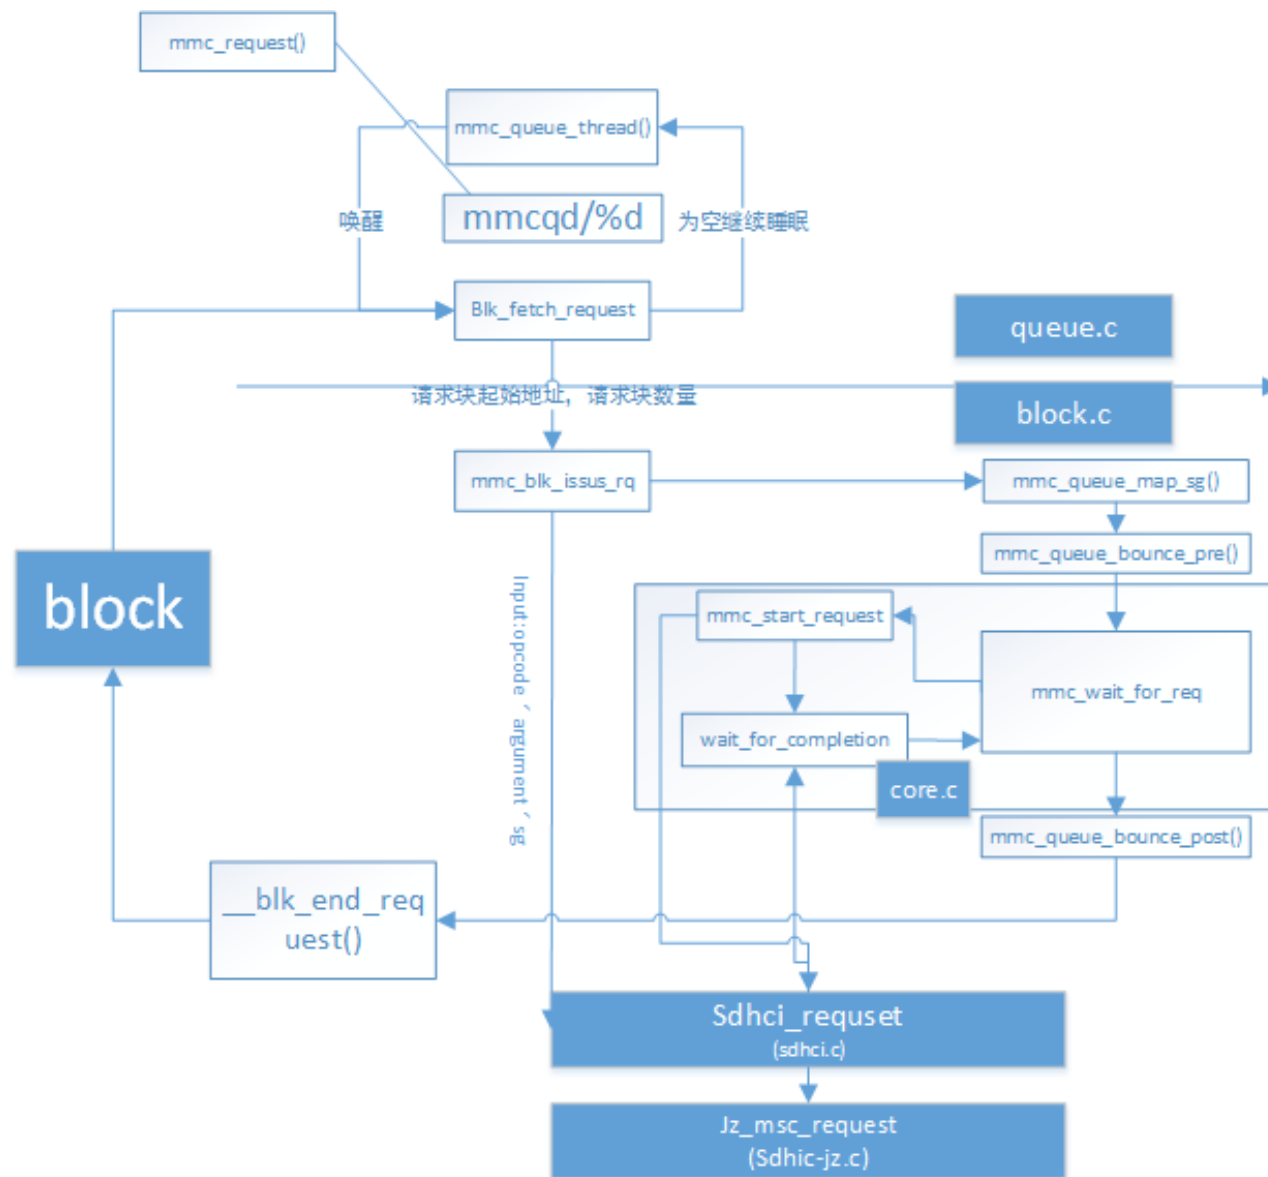 mmc_request()
mmc_queue_thread()
唤醒
mmcqd/%d
为空继续睡眠
Blk_fetch_request
queue.c
请求块起始地址，请求块数量
block.c
mmc_blk_issus_rq
mmc_queue_map_sg()
mmc_queue_bounce_pre()
block
Input:opcode，argument，sg
mmc_start_request
mmc_wait_for_req
wait_for_completion
core.c
mmc_queue_bounce_post()
__blk_end_req
uest()
Sdhci_requset
(sdhci.c)
Jz_msc_request
(Sdhic-jz.c)